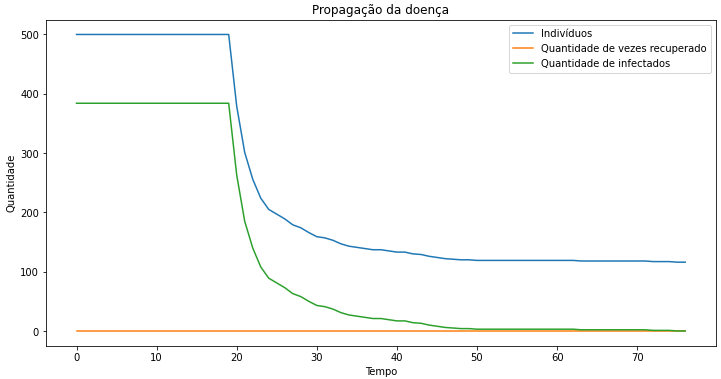 Propagação da doença
Indivíduos
Quantidade de vezes recuperado
Quantidade de infectados
Quantidade
500
400
300
200
100
0
0 10 20 30 40 50 60 70
Tempo